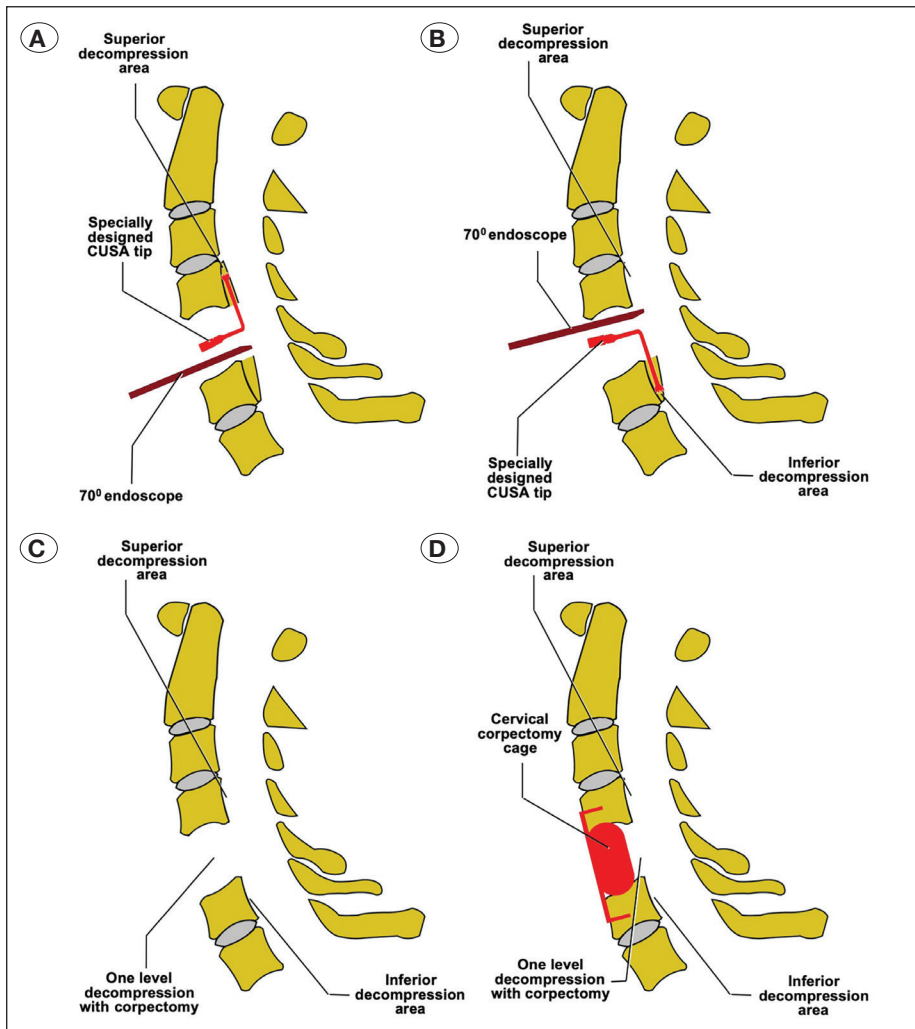 A
Superior
decompression
area
Specially
designed
CUSA tip
70⁰ endoscope
B
Superior
decompression
area
70⁰ endoscope
Specially
designed
CUSA tip
Inferior
decompression
area
C
Superior
decompression
area
One level
decompression
with corpectomy
Inferior
decompression
area
D
Superior
decompression
area
Cervical
corpectomy
cage
One level
decompression
with corpectomy
Inferior
decompression
area